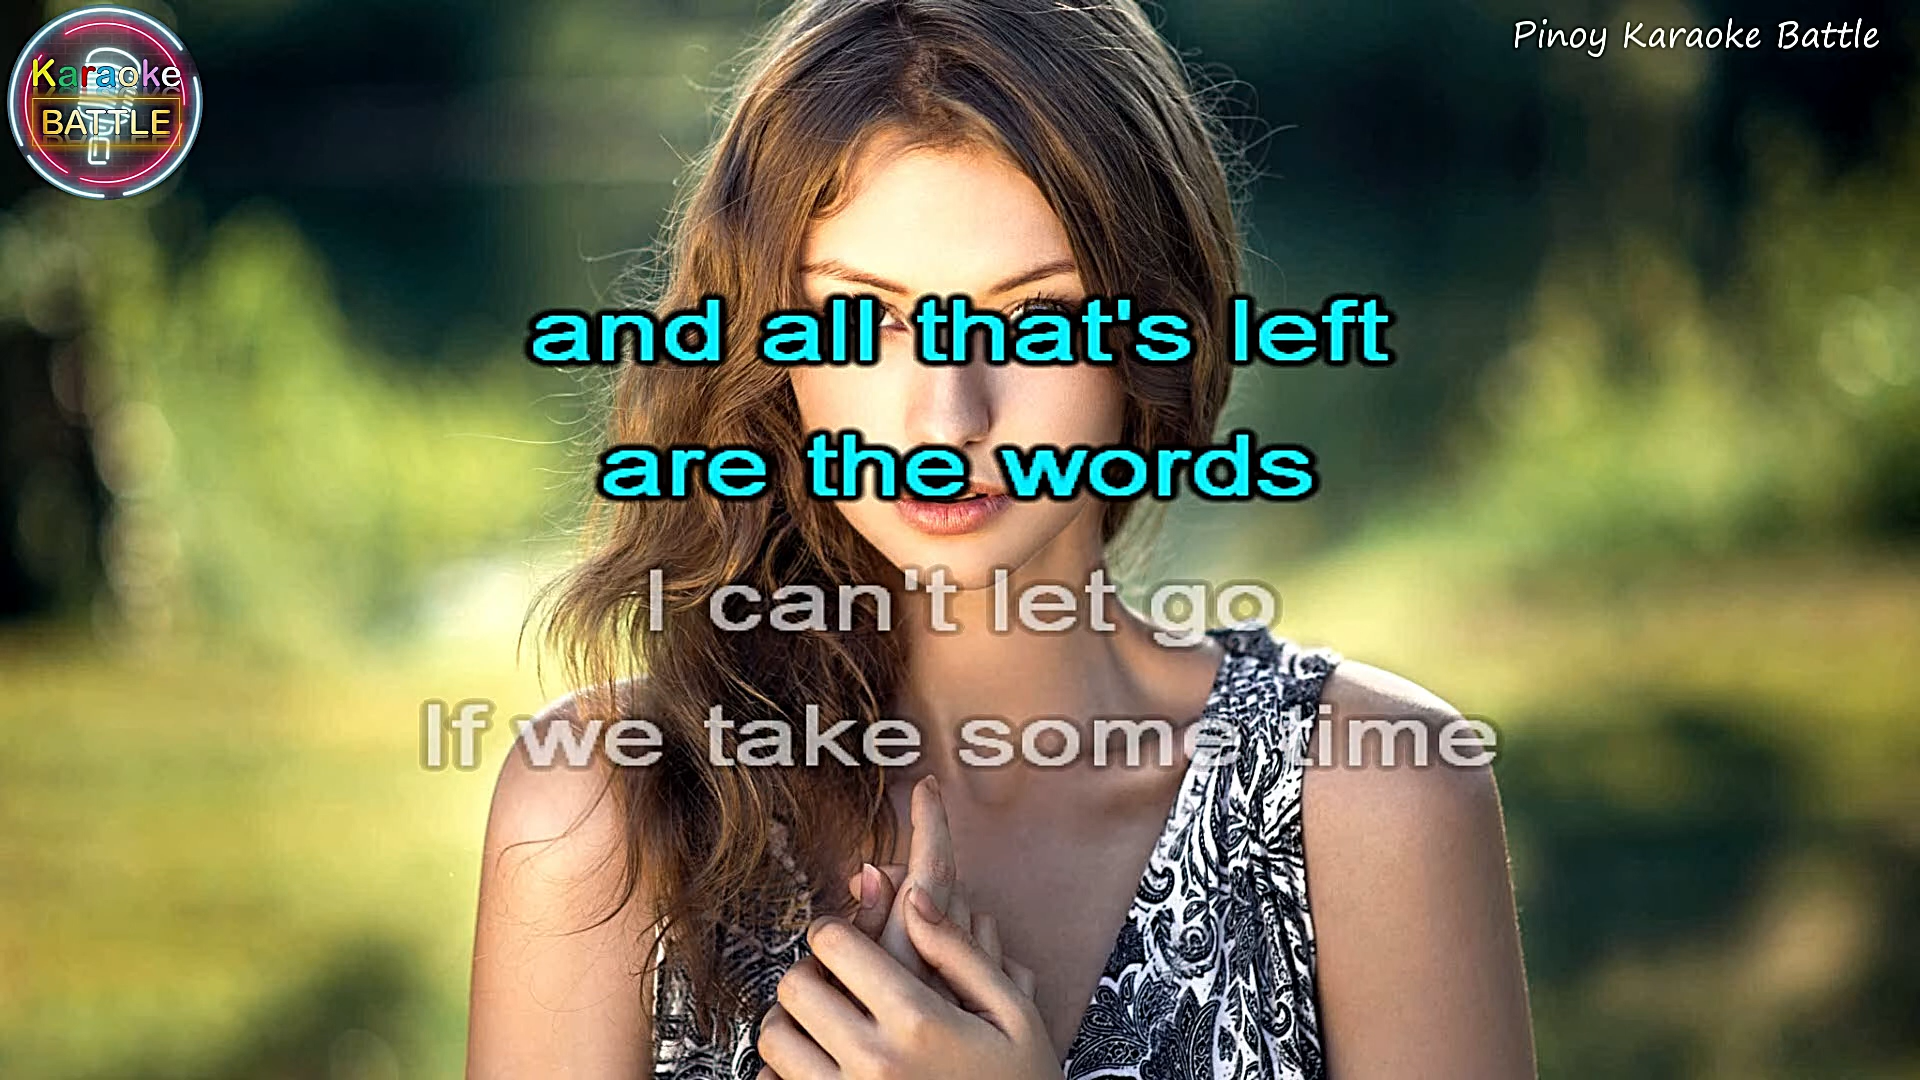 Karaoke
BATTLE
Pinoy Karaoke Battle
and all that's left
are the words
I can't let go
If we take some time